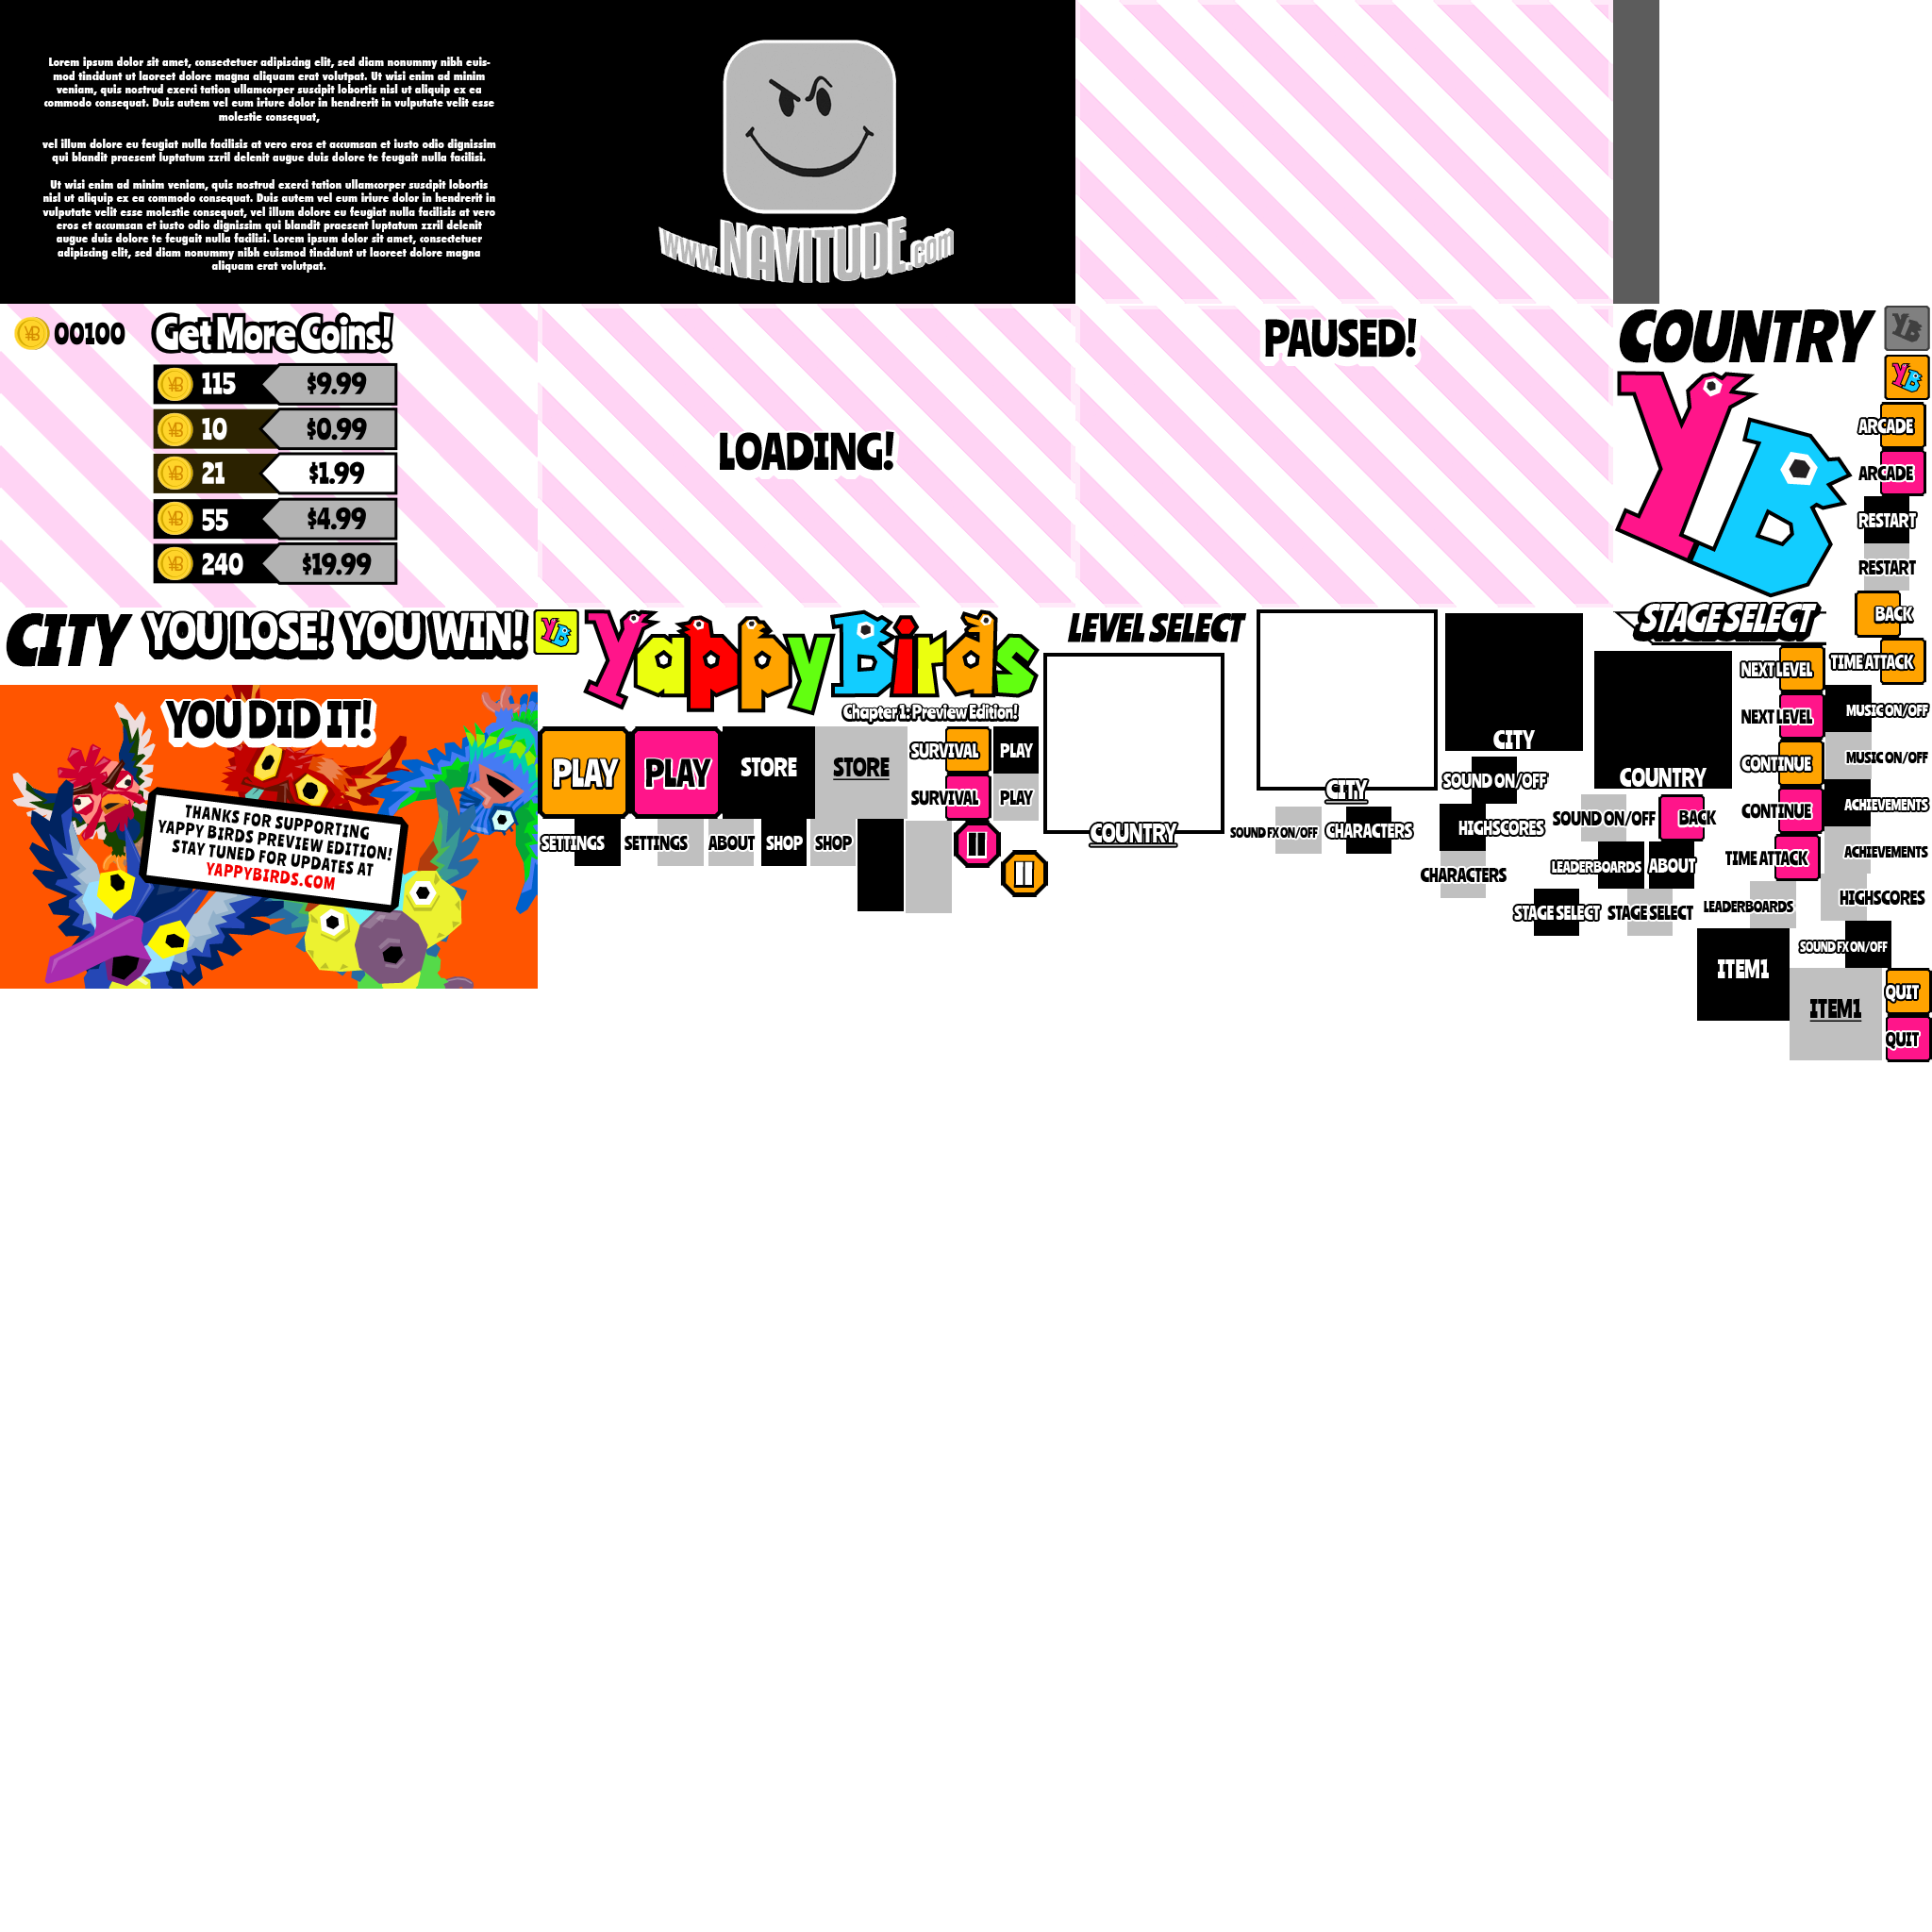 Lorem ipsum dolor sit amet, consectetuer adipiscing elit, sed diam nonummy nibh euis-
mod tincidunt ut laoreet dolore magna aliquam erat volutpat. Ut wisi enim ad minim
veniam, quis nostrud exerci tation ullamcorper suscipit lobortis nisl ut aliquip ex ea
commodo consequat. Duis autem vel eum iriure dolor in hendrerit in vulputate velit esse
molestie consequat,
vel illum dolore eu feugiat nulla facilisis at vero eros et accumsan et iusto odio dignissim
qui blandit praesent luptatum zzril delenit augue duis dolore te feugait nulla facilisi.
Ut wisi enim ad minim veniam, quis nostrud exerci tation ullamcorper suscipit lobortis
nisl ut aliquip ex ea commodo consequat. Duis autem vel eum iriure dolor in hendrerit in
vulputate velit esse molestie consequat, vel illum dolore eu feugiat nulla facilisis at vero
eros et accumsan et iusto odio dignissim qui blandit praesent luptatum zzril delenit
augue duis dolore te feugait nulla facilisi. Lorem ipsum dolor sit amet, consectetuer
adipiscing elit, sed diam nonummy nibh euismod tincidunt ut laoreet dolore magna
aliquam erat volutpat.
www.NAVITUDE.com
00100
Get More Coins!
115 $9.99
10 $0.99
21 $1.99
55 $4.99
240 $19.99
LOADING!
PAUSED!
COUNTRY
YB
YB
YB
ARCADE
ARCADE
RESTART
RESTART
CITY
YOU LOSE!
YOU WIN!
YB
YappyBirds
Chapter 1: Preview Edition!
LEVEL SELECT
STAGE SELECT
BACK
TIME ATTACK
YOU DID IT!
THANKS FOR SUPPORTING
YAPPY BIRDS PREVIEW EDITION!
STAY TUNED FOR UPDATES AT
YAPPYBIRDS.COM
PLAY
PLAY
STORE
STORE
SURVIVAL
PLAY
SURVIVAL
PLAY
SETTINGS
SETTINGS
ABOUT
SHOP
SHOP
COUNTRY
CITY
CITY
COUNTRY
NEXT LEVEL
NEXT LEVEL
CONTINUE
CONTINUE
MUSIC ON/OFF
MUSIC ON/OFF
ACHIEVEMENTS
ACHIEVEMENTS
SOUND ON/OFF
SOUND FX ON/OFF
CHARACTERS
HIGHSCORES
SOUND ON/OFF
BACK
CHARACTERS
LEADERBOARDS
ABOUT
TIME ATTACK
STAGE SELECT
STAGE SELECT
LEADERBOARDS
HIGHSCORES
SOUND FX ON/OFF
ITEM1
ITEM1
QUIT
QUIT